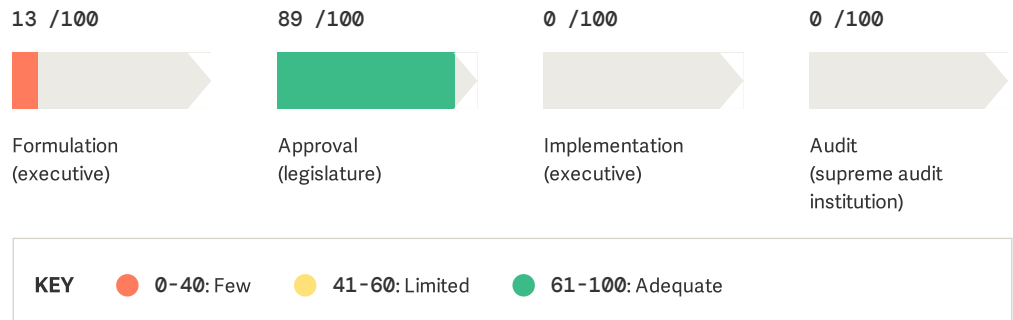 13 /100
89 /100
0 /100
0 /100
Formulation
(executive)
Approval
(legislature)
Implementation
(executive)
Audit
(supreme audit
institution)
KEY
0-40: Few
41-60: Limited
61-100: Adequate